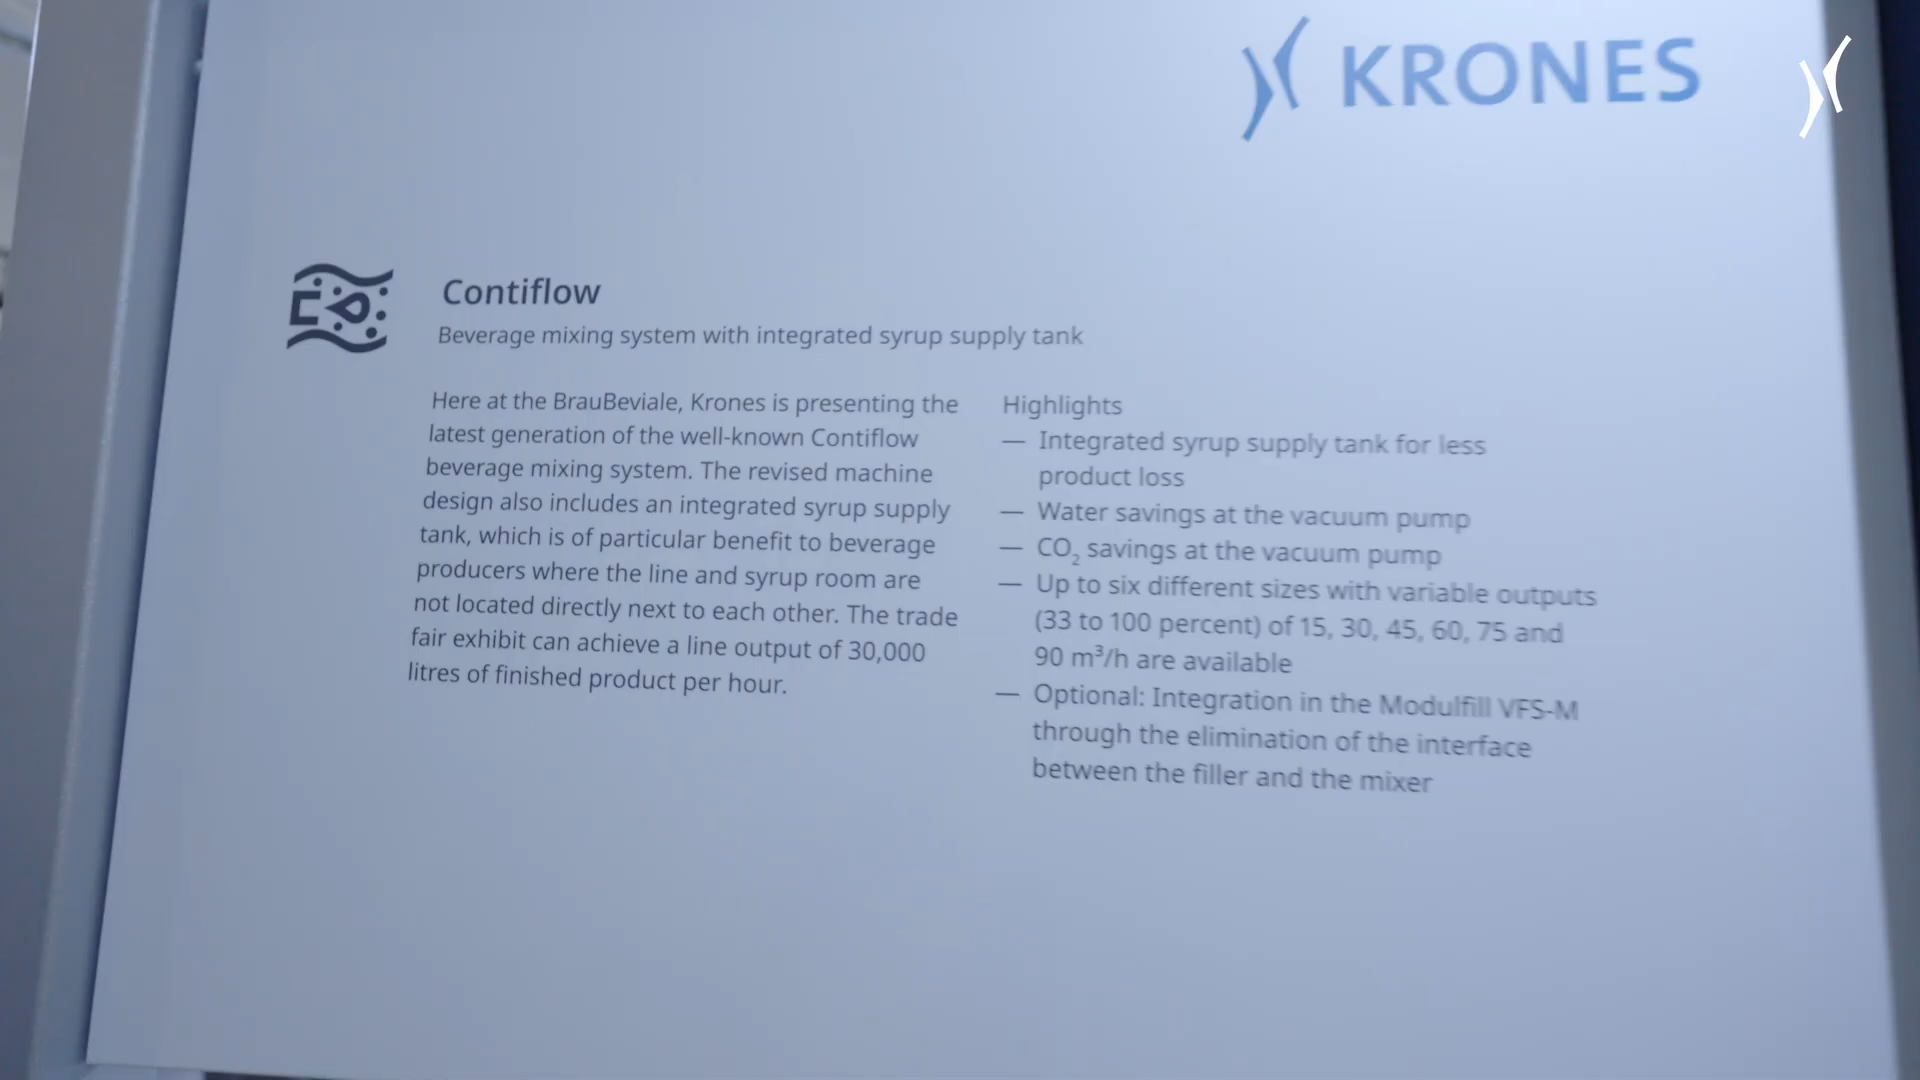 KRONES
Contiflow
Beverage mixing system with integrated syrup supply tank
Here at the BrauBeviale, Krones is presenting the
latest generation of the well-known Contiflow
beverage mixing system. The revised machine
design also includes an integrated syrup supply
tank, which is of particular benefit to beverage
producers where the line and syrup room are
not located directly next to each other. The trade
fair exhibit can achieve a line output of 30,000
litres of finished product per hour.
Highlights
— Integrated syrup supply tank for less
product loss
— Water savings at the vacuum pump
— CO₂ savings at the vacuum pump
— Up to six different sizes with variable outputs
(33 to 100 percent) of 15, 30, 45, 60, 75 and
90 m³/h are available
— Optional: Integration in the Modulfill VFS-M
through the elimination of the interface
between the filler and the mixer